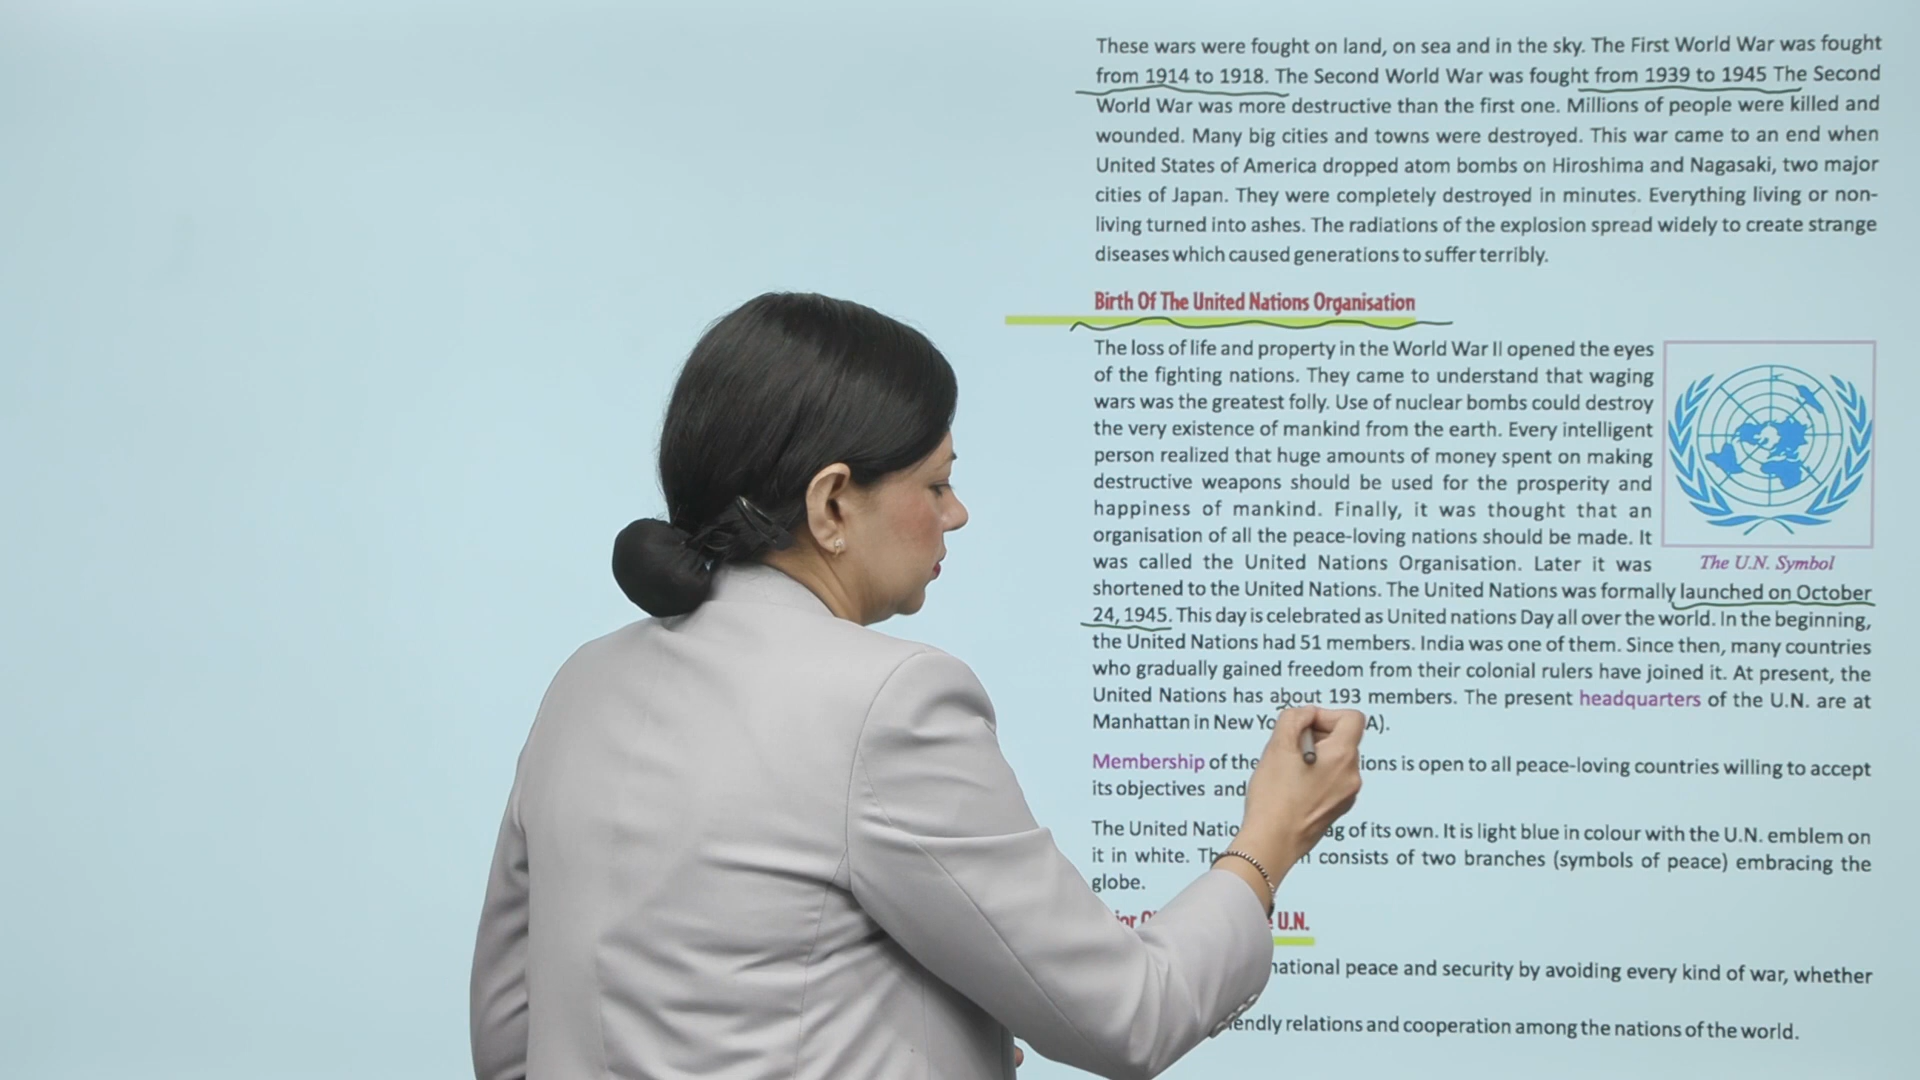 These wars were fought on land, on sea and in the sky. The First World War was fought
from 1914 to 1918. The Second World War was fought from 1939 to 1945 The Second
World War was more destructive than the first one. Millions of people were killed and
wounded. Many big cities and towns were destroyed. This war came to an end when
United States of America dropped atom bombs on Hiroshima and Nagasaki, two major
cities of Japan. They were completely destroyed in minutes. Everything living or non-
living turned into ashes. The radiations of the explosion spread widely to create strange
diseases which caused generations to suffer terribly.
Birth Of The United Nations Organisation
The loss of life and property in the World War II opened the eyes
of the fighting nations. They came to understand that waging
wars was the greatest folly. Use of nuclear bombs could destroy
the very existence of mankind from the earth. Every intelligent
person realized that huge amounts of money spent on making
destructive weapons should be used for the prosperity and
happiness of mankind. Finally, it was thought that an
organisation of all the peace-loving nations should be made. It
was called the United Nations Organisation. Later it was
The U.N. Symbol
shortened to the United Nations. The United Nations was formally launched on October
24, 1945. This day is celebrated as United nations Day all over the world. In the beginning,
the United Nations had 51 members. India was one of them. Since then, many countries
who gradually gained freedom from their colonial rulers have joined it. At present, the
United Nations has about 193 members. The present headquarters of the U.N. are at
Manhattan in New
Membership of the is open to all peace-loving countries willing to accept
its objectives and
The United of its own. It is light blue in colour with the U.N. emblem on
it in white. consists of two branches (symbols of peace) embracing the
globe.
U.N.
peace and security by avoiding every kind of war, whether
relations and cooperation among the nations of the world.